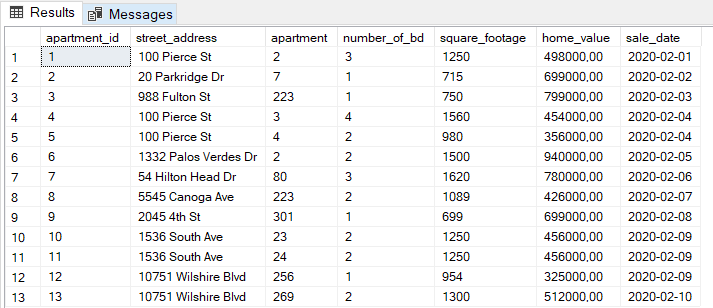 Results Messages
apartment_id street_address apartment number_of_bd square_footage home_value sale_date
1 1 100 Pierce St 2 3 1250 498000,00 2020-02-01
2 2 20 Parkridge Dr 7 1 715 699000,00 2020-02-02
3 3 988 Fulton St 223 1 750 799000,00 2020-02-03
4 4 100 Pierce St 3 4 1560 454000,00 2020-02-04
5 5 100 Pierce St 4 2 980 356000,00 2020-02-04
6 6 1332 Palos Verdes Dr 2 2 1500 940000,00 2020-02-05
7 7 54 Hilton Head Dr 80 3 1620 780000,00 2020-02-06
8 8 5545 Canoga Ave 223 2 1089 426000,00 2020-02-07
9 9 2045 4th St 301 1 699 699000,00 2020-02-08
10 10 1536 South Ave 23 2 1250 456000,00 2020-02-09
11 11 1536 South Ave 24 2 1250 456000,00 2020-02-09
12 12 10751 Wilshire Blvd 256 1 954 325000,00 2020-02-09
13 13 10751 Wilshire Blvd 269 2 1300 512000,00 2020-02-10